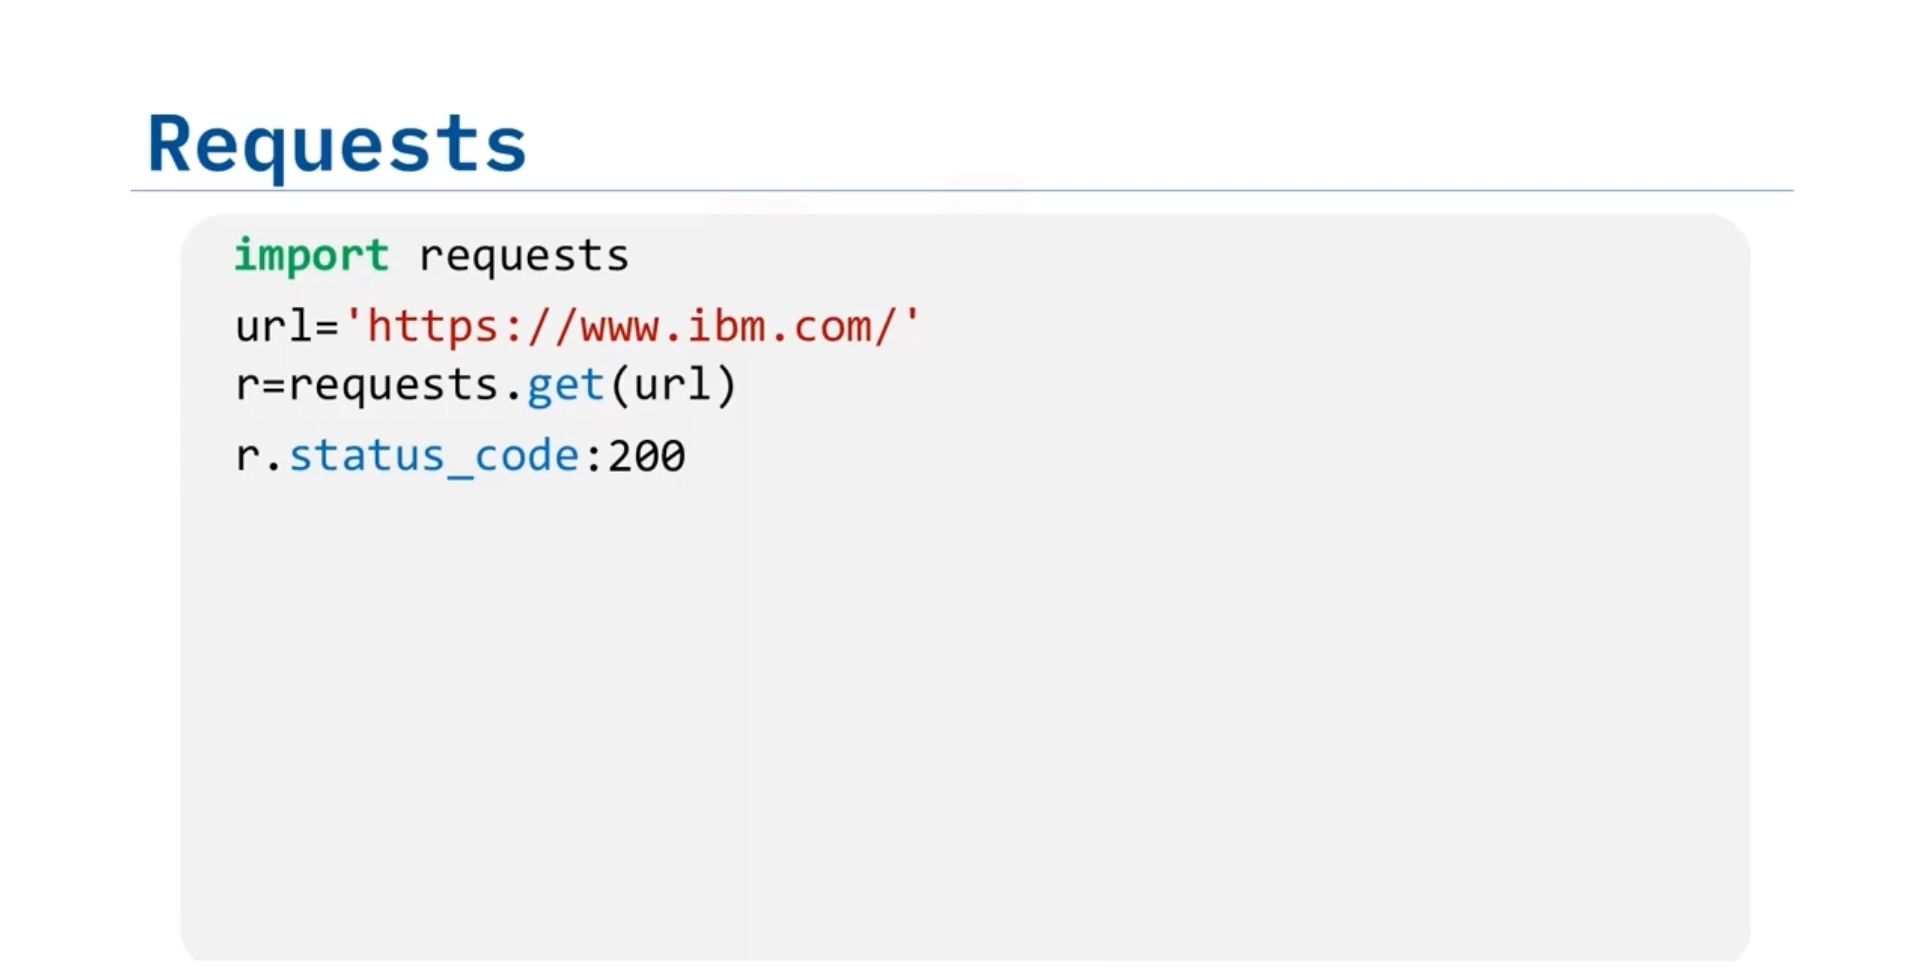 Requests
import requests
url='https://www.ibm.com/'
r=requests.get(url)
r.status_code:200